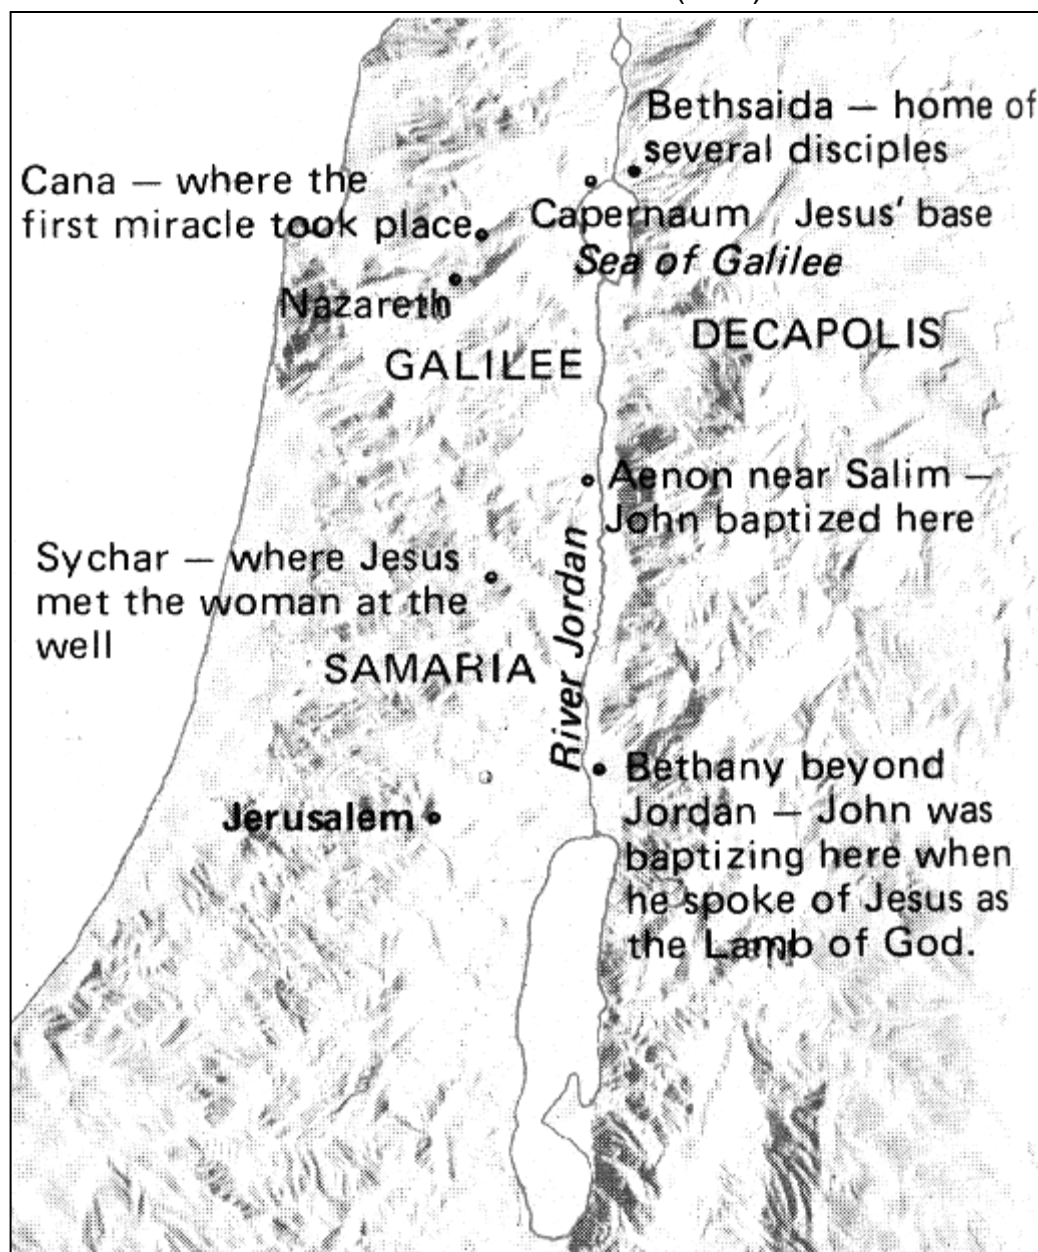 Bethsaida — home of
several disciples
Cana — where the
first miracle took place
Capernaum Jesus' base
Sea of Galilee
Nazareth
DECAPOLIS
GALILEE
Aenon near Salim —
John baptized here
Sychar — where Jesus
met the woman at the
well
River Jordan
SAMARIA
Bethany beyond
Jordan — John was
baptizing here when
he spoke of Jesus as
the Lamb of God.
Jerusalem